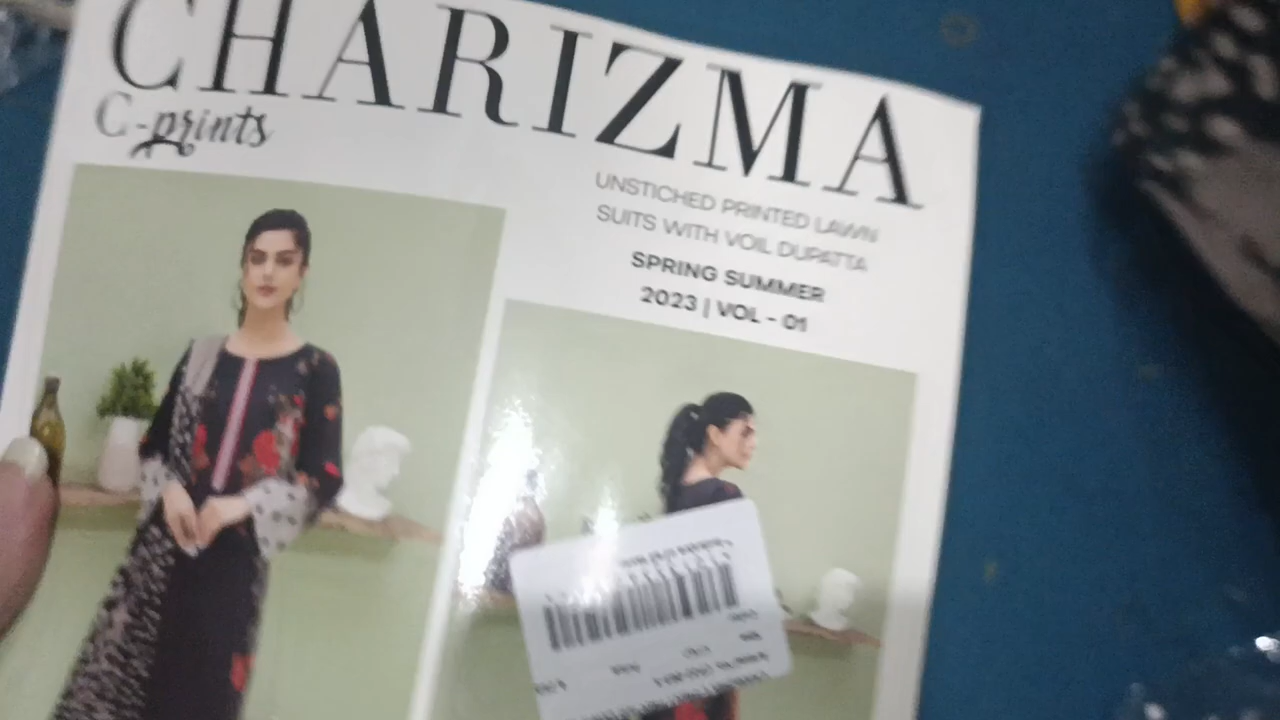 CHARIZMA
C-prints
UNSTICHED PRINTED LAWN
SUITS WITH VOIL DUPATTA
SPRING SUMMER
2023 | VOL - 01